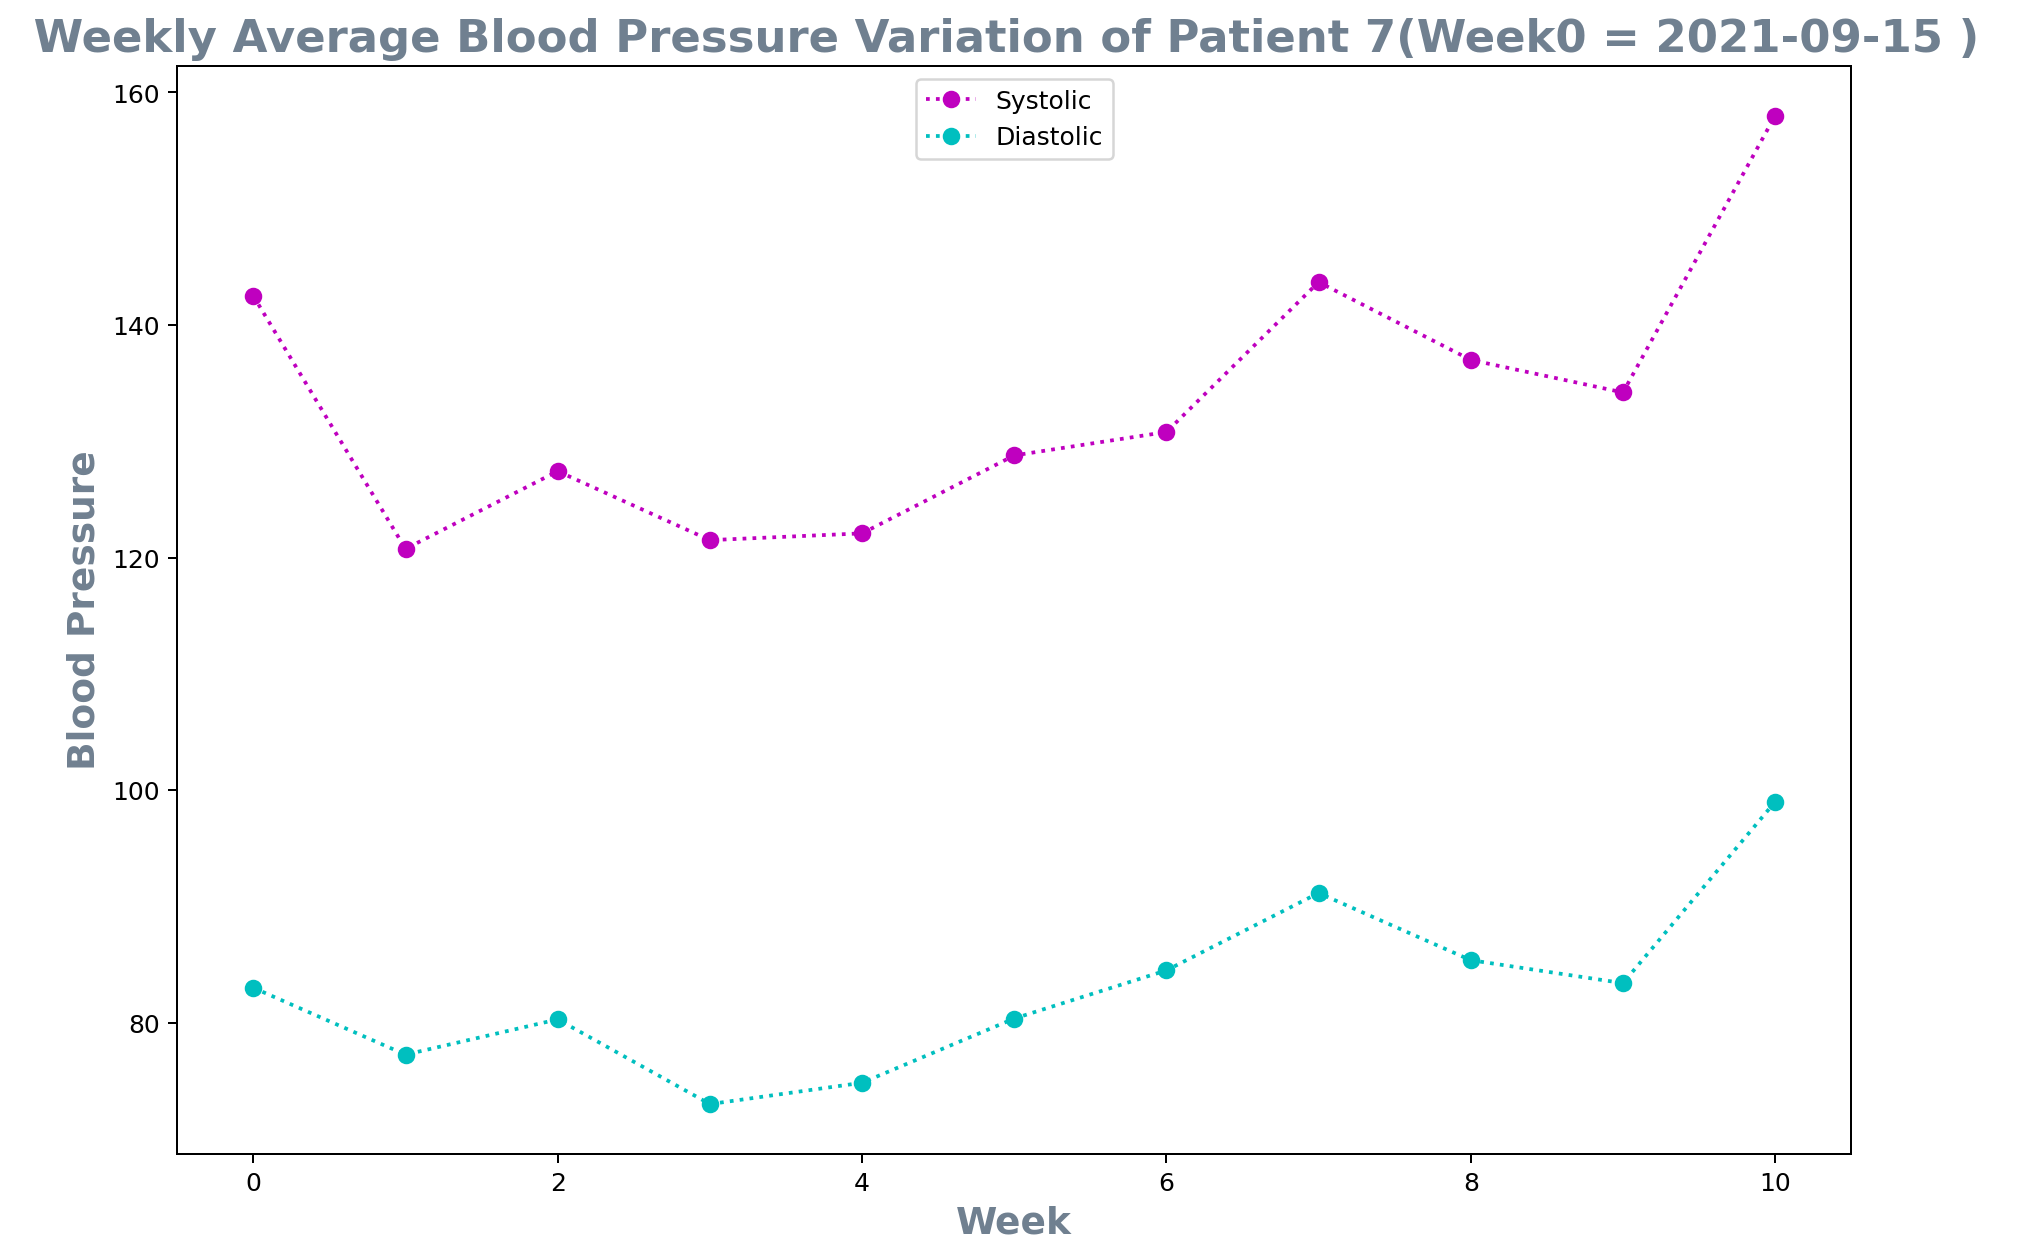 Weekly Average Blood Pressure Variation of Patient 7(Week0 = 2021-09-15 )
Systolic
Diastolic
160
140
120
100
80
Blood Pressure
0 2 4 6 8 10
Week